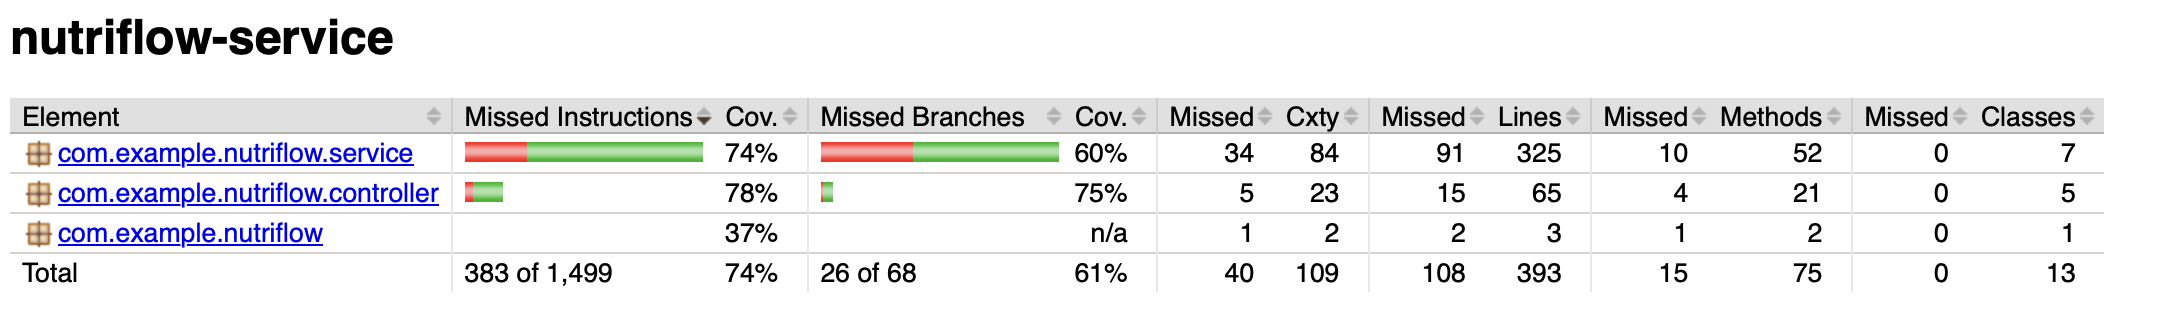 nutriflow-service
Element Missed Instructions Cov. Missed Branches Cov. Missed Cxty Missed Lines Missed Methods Missed Classes
com.example.nutriflow.service 74% 60% 34 84 91 325 10 52 0 7
com.example.nutriflow.controller 78% 75% 5 23 15 65 4 21 0 5
com.example.nutriflow 37% n/a 1 2 2 3 1 2 0 1
Total 383 of 1,499 74% 26 of 68 61% 40 109 108 393 15 75 0 13